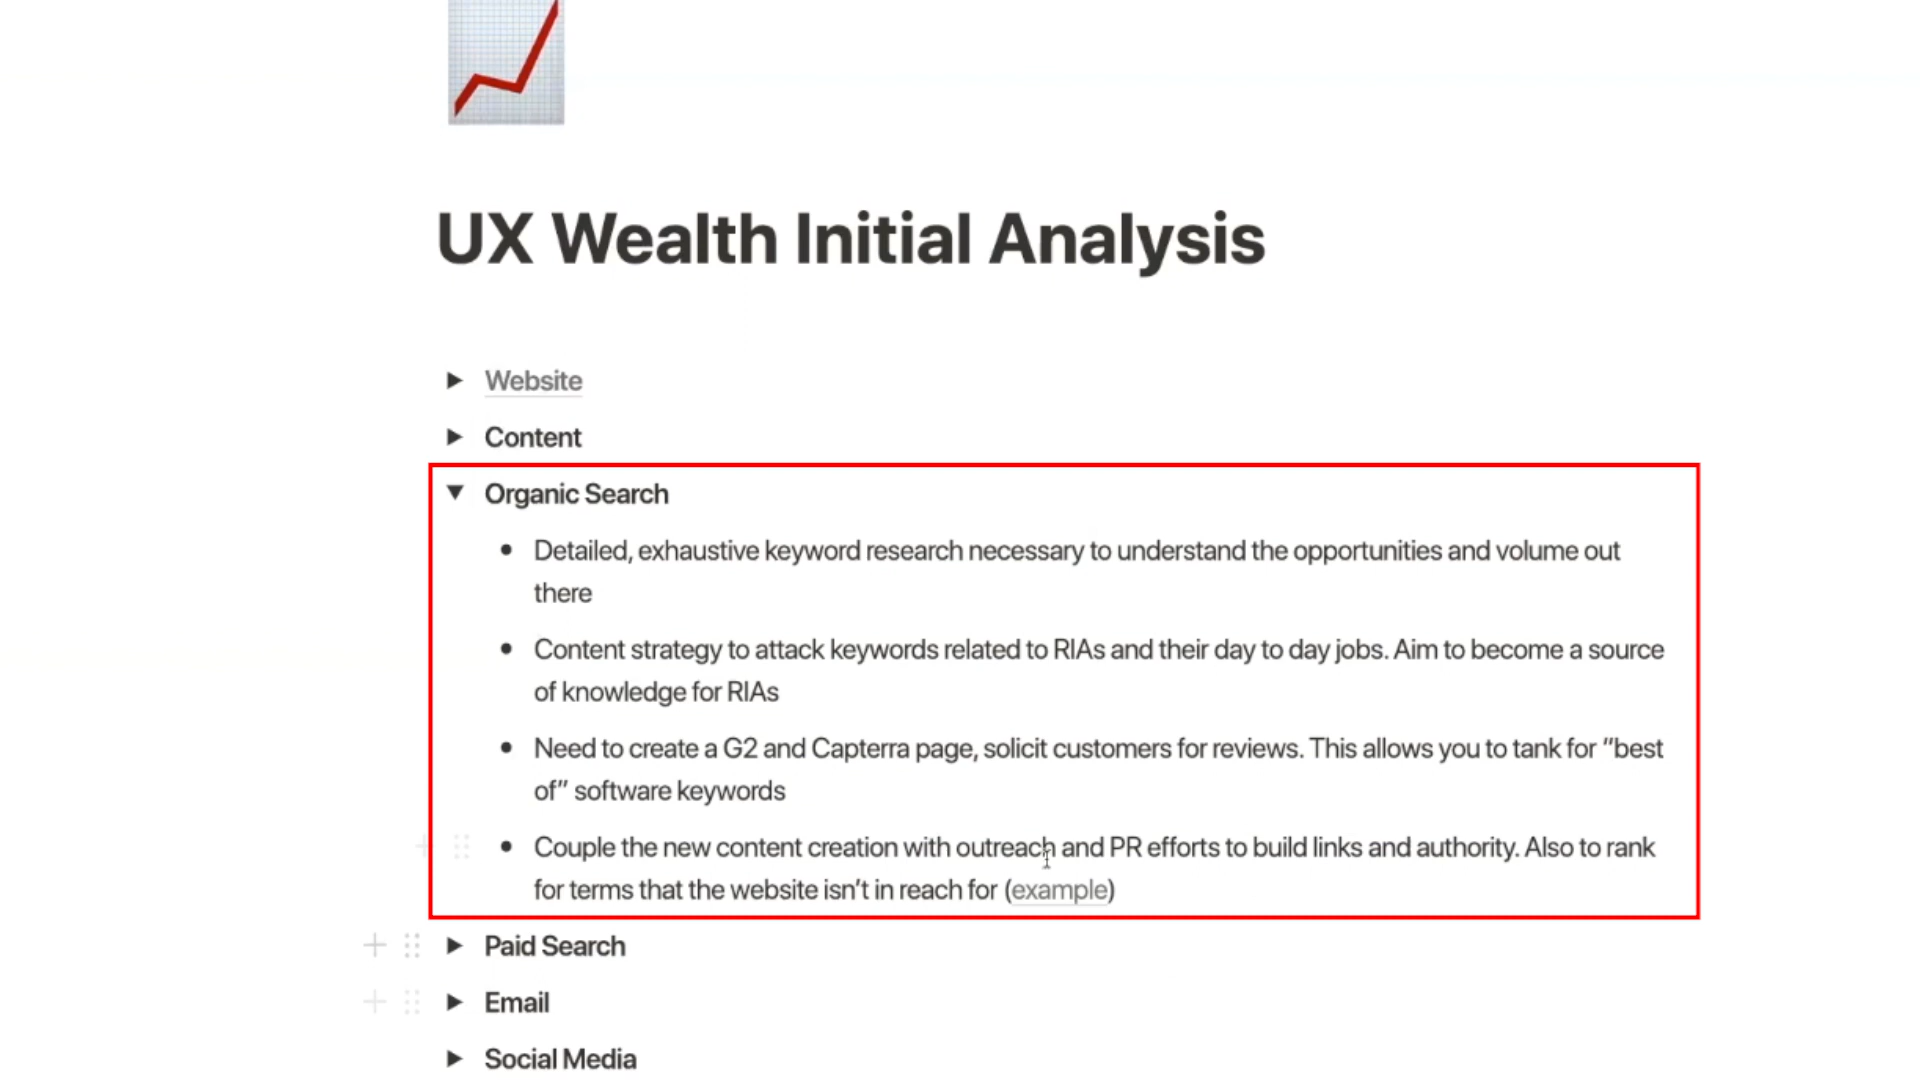 UX Wealth Initial Analysis
Website
Content
Organic Search
Detailed, exhaustive keyword research necessary to understand the opportunities and volume out
there
Content strategy to attack keywords related to RIAs and their day to day jobs. Aim to become a source
of knowledge for RIAs
Need to create a G2 and Capterra page, solicit customers for reviews. This allows you to tank for "best
of" software keywords
Couple the new content creation with outreach and PR efforts to build links and authority. Also to rank
for terms that the website isn't in reach for (example)
Paid Search
Email
Social Media